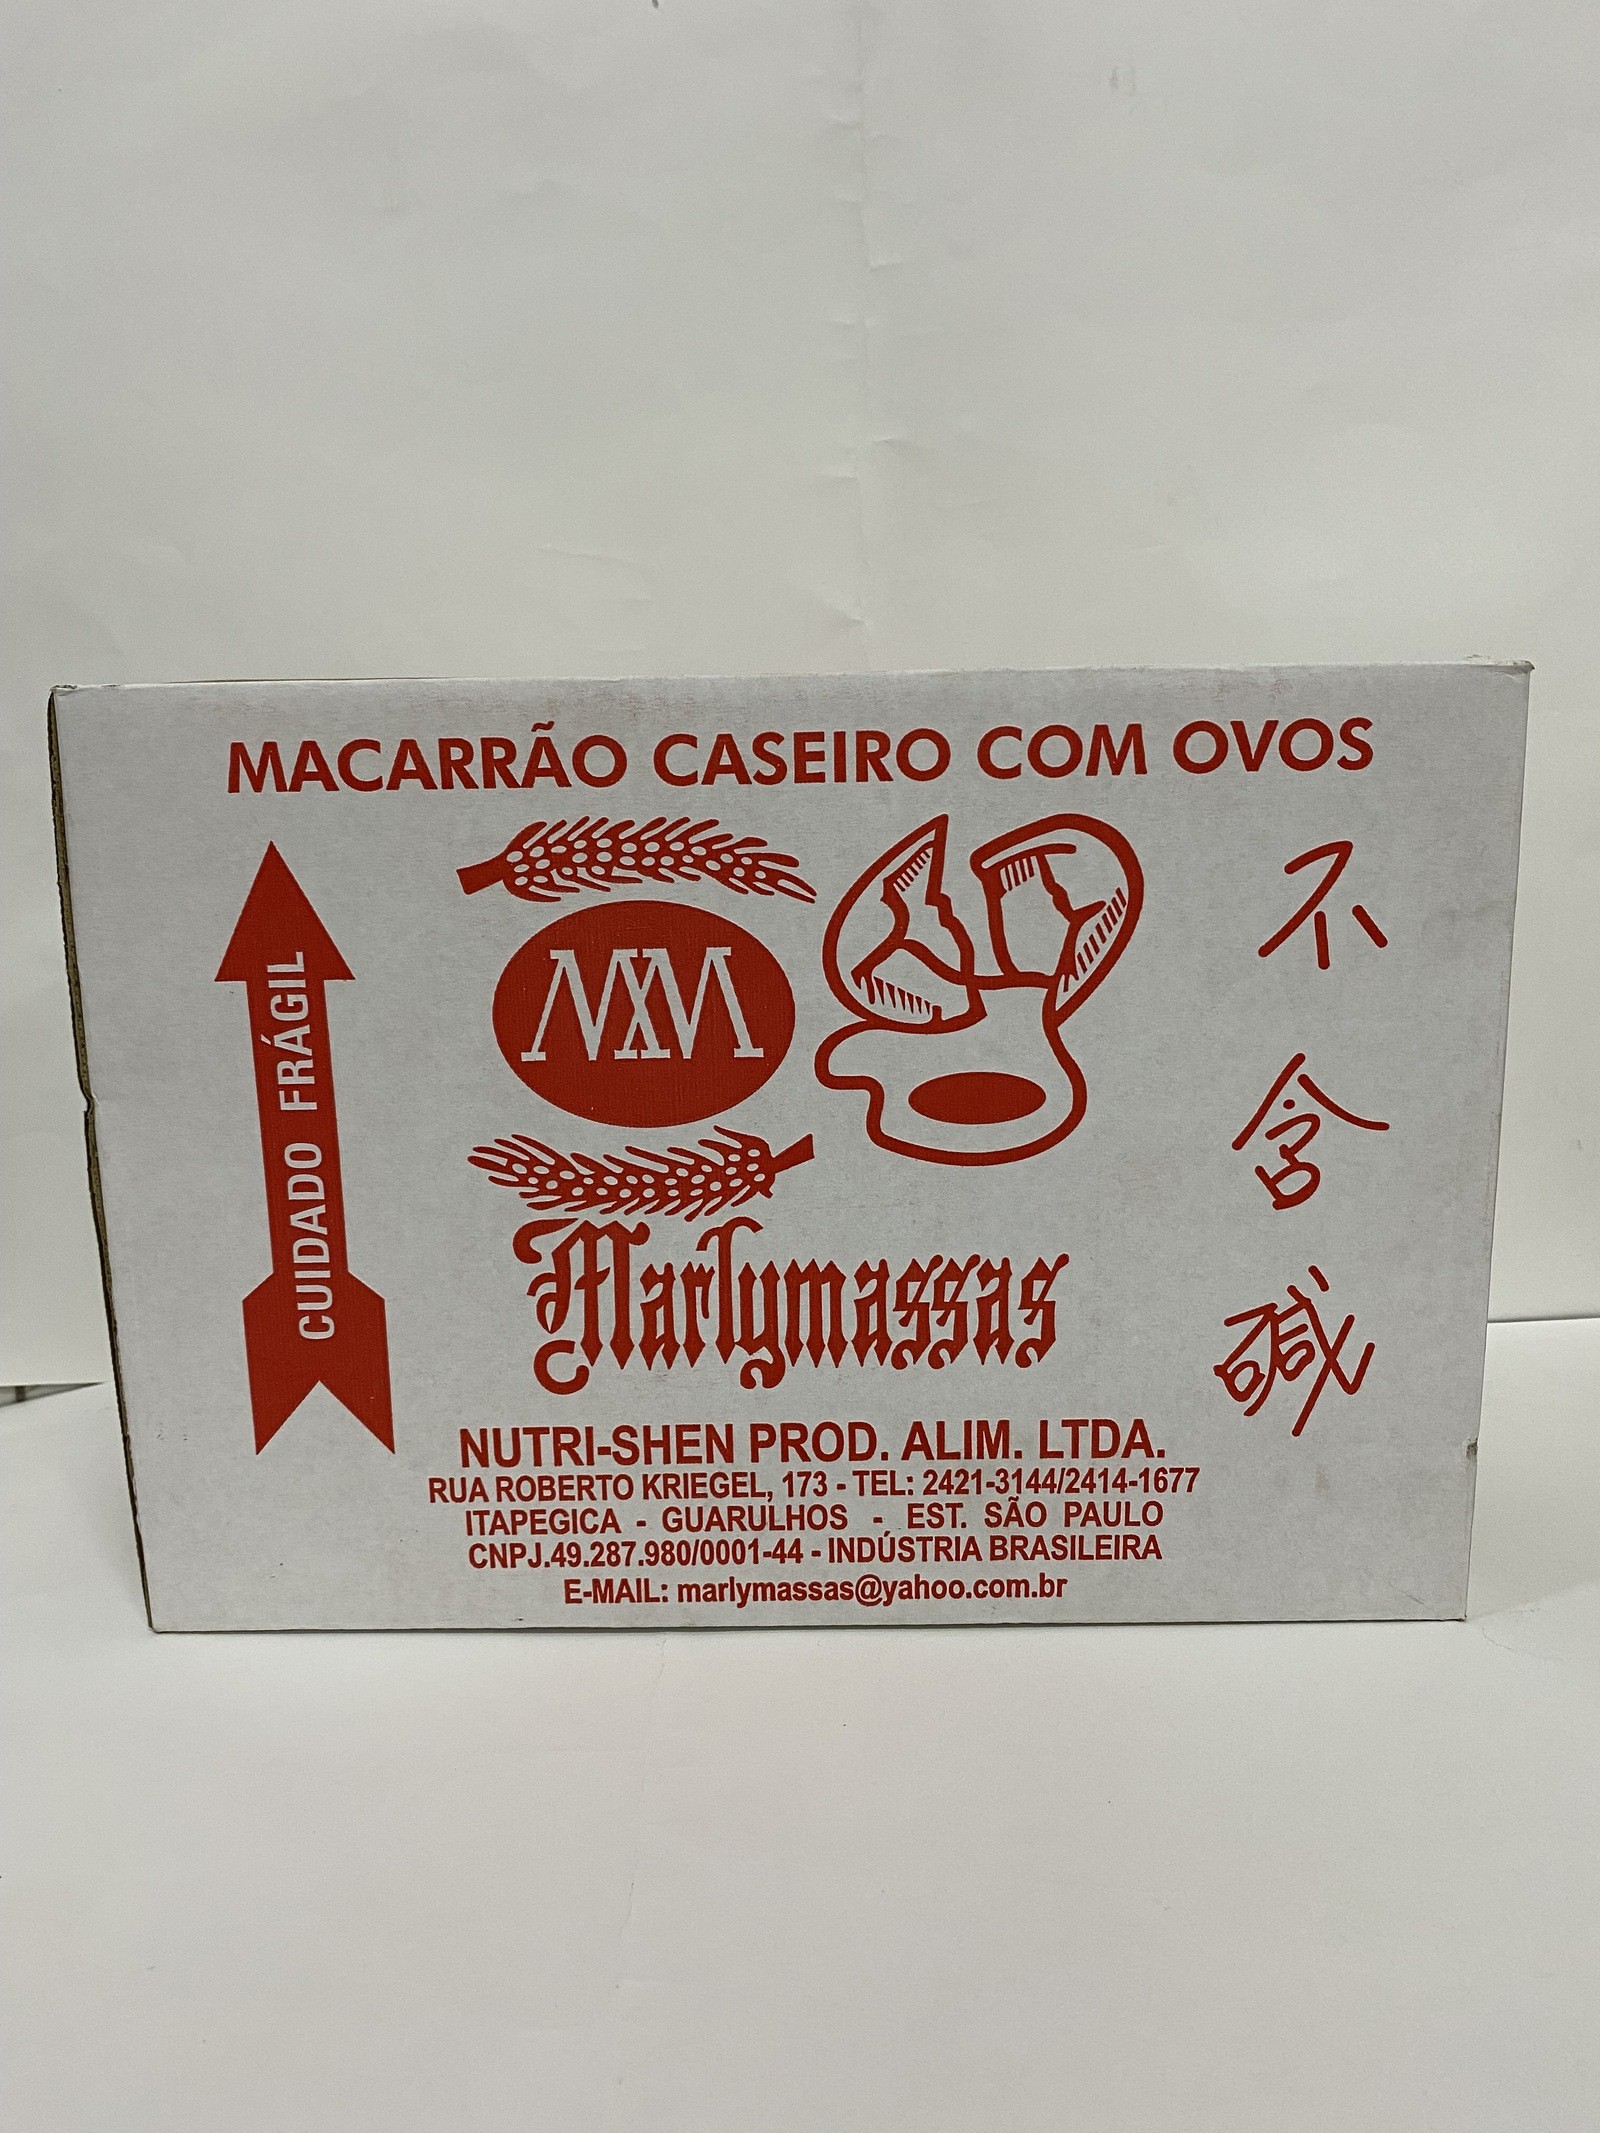 MACARRÃO CASEIRO COM OVOS
CUIDADO FRÁGIL
MM
不含碱
Marlymassas
NUTRI-SHEN PROD. ALIM. LTDA.
RUA ROBERTO KRIEGEL, 173 - TEL: 2421-3144/2414-1677
ITAPEGICA - GUARULHOS - EST. SÃO PAULO
CNPJ.49.287.980/0001-44 - INDÚSTRIA BRASILEIRA
E-MAIL: marlymassas@yahoo.com.br